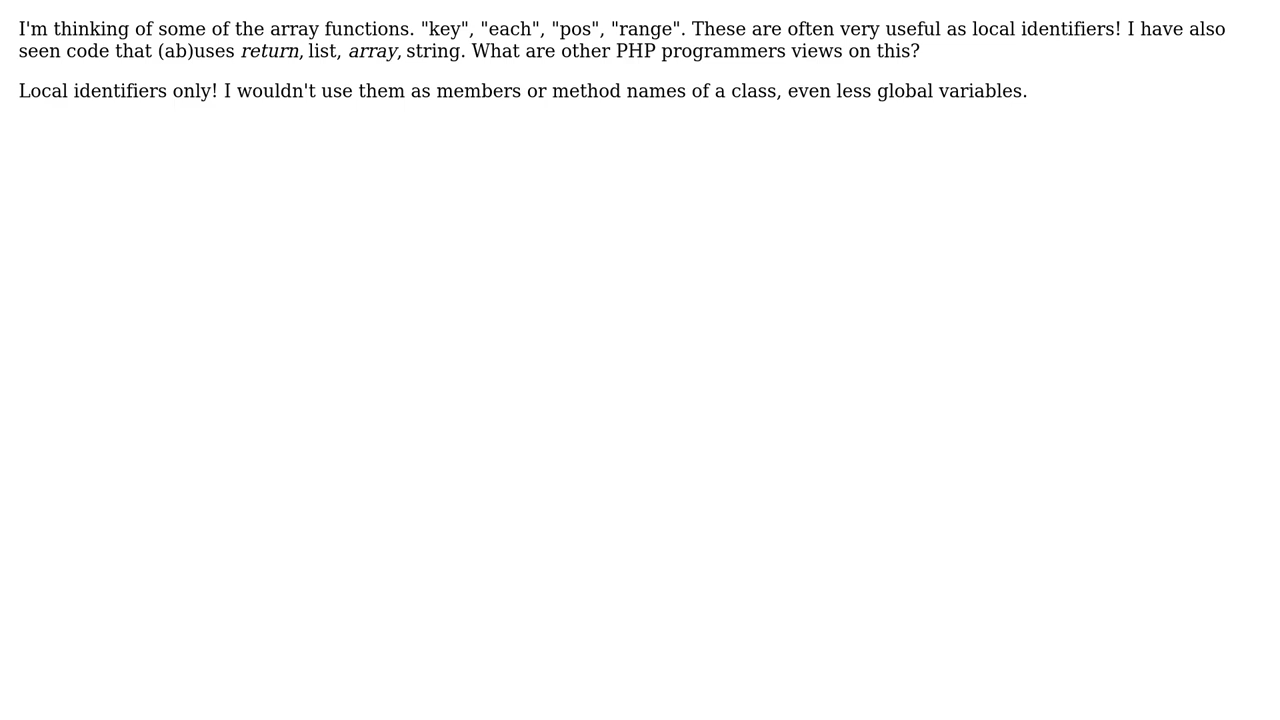 I'm thinking of some of the array functions. "key", "each", "pos", "range". These are often very useful as local identifiers! I have also
seen code that (ab)uses return, list, array, string. What are other PHP programmers views on this?
Local identifiers only! I wouldn't use them as members or method names of a class, even less global variables.